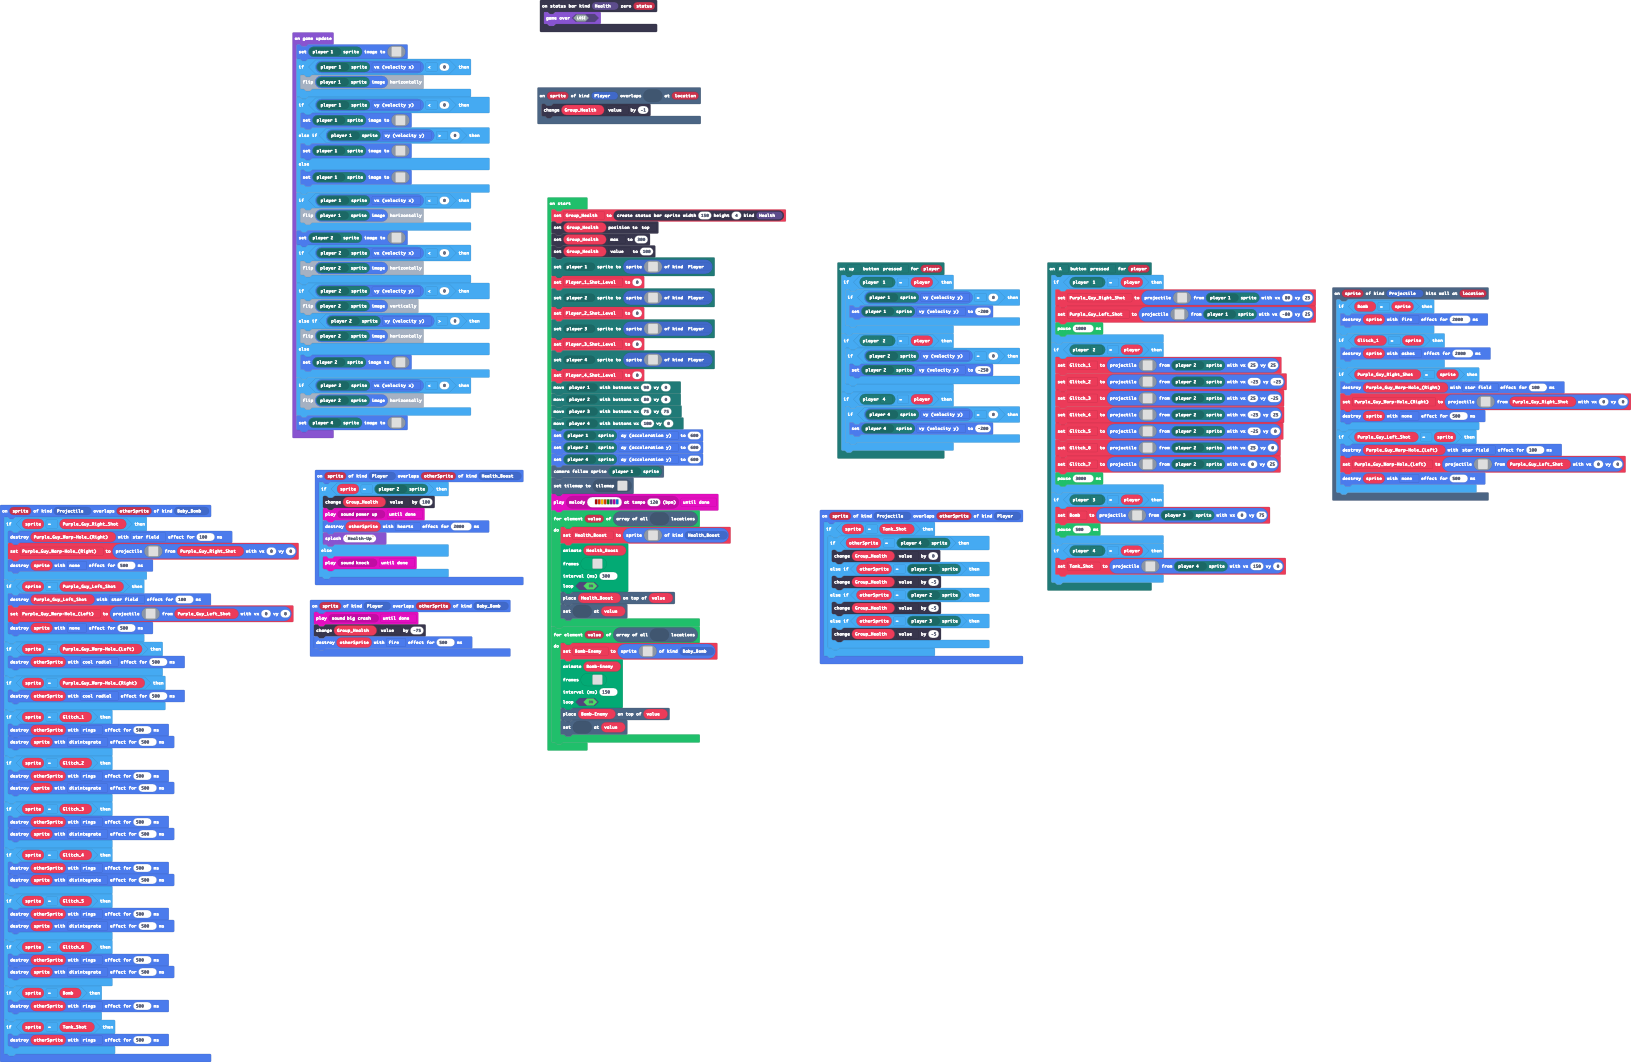 on status bar kind Health zero status
game over LOSE
on game update
set player 1 sprite image to
if player 1 sprite vx (velocity x) < 0 then
flip player 1 sprite image horizontally
if player 1 sprite vy (velocity y) < 0 then
set player 1 sprite image to
else if player 1 sprite vy (velocity y) = 0 then
set player 1 sprite image to
else
set player 1 sprite image to
if player 1 sprite vx (velocity x) < 0 then
flip player 1 sprite image horizontally
set player 2 sprite image to
if player 2 sprite vx (velocity x) < 0 then
flip player 2 sprite image horizontally
if player 2 sprite vy (velocity y) < 0 then
flip player 2 sprite image vertically
else if player 2 sprite vy (velocity y) > 0 then
else
set player 2 sprite image to
if player 3 sprite vx (velocity x) < 0 then
flip player 2 sprite image horizontally
set player 4 sprite image to
on sprite of kind Player overlaps at location
change Group_Health value by -1
on start
set Group_Health to create status bar sprite width 150 height 4 kind Health
set Group_Health position to top
set Group_Health max to 300
set Group_Health value to
set player 1 sprite to sprite of kind Player
set Player_1_Shot_Level to 0
set player 2 sprite to sprite of kind Player
set Player_2_Shot_Level to 0
set player 3 sprite to sprite of kind Player
set Player_3_Shot_Level to 0
set player 4 sprite to sprite of kind Player
set Player_4_Shot_Level to 0
move player 1 with buttons vx vy 0
move player 2 with buttons vx vy 0
move player 3 with buttons vx 75 vy 75
move player 4 with buttons vx 100 vy 0
set player 1 sprite ay (acceleration y) to 400
set player 2 sprite ay (acceleration y) to 400
set player 4 sprite ay (acceleration y) to 400
camera follow sprite player 1 sprite
set tilemap to tilemap
play melody at tempo 120 (bpm) until done
for element value of array of all locations
do set Health_Boost to sprite of kind Health_Boost
animate Health_Boost
frames
interval (ms) 300
loop
place Health_Boost on top of value
set at value
for element value of array of all locations
do set Bomb-Enemy to sprite of kind Baby_Bomb
animate Bomb-Enemy
frames
interval (ms) 150
loop
place Bomb-Enemy on top of value
set at value
on up button pressed for player
if player 1 = player then
if player 1 sprite vy (velocity y) = 0 then
set player 1 sprite vy (velocity y) to -200
if player 2 = player then
if player 2 sprite vy (velocity y) = 0 then
set player 2 sprite vy (velocity y) to -250
if player 4 = player then
if player 4 sprite vy (velocity y) = 0 then
set player 4 sprite vy (velocity y) to -200
on A button pressed for player
if player 1 = player then
set Purple_Guy_Right_Shot to projectile from player 1 sprite with vx vy 25
set Purple_Guy_Left_Shot to projectile from player 1 sprite with vx vy 25
pause 1000 ms
if player 2 = player then
set Glitch_1 to projectile from player 2 sprite with vx 25 vy 25
set Glitch_2 to projectile from player 2 sprite with vx -25 vy -25
set Glitch_3 to projectile from player 2 sprite with vx 25 vy -25
set Glitch_4 to projectile from player 2 sprite with vx -25 vy 25
set Glitch_5 to projectile from player 2 sprite with vx -25 vy 0
set Glitch_6 to projectile from player 2 sprite with vx 25 vy 0
set Glitch_7 to projectile from player 2 sprite with vx 0 vy 25
pause ms
if player 3 = player then
set Bomb to projectile from player 3 sprite with vx 0 vy 75
pause 500 ms
if player 4 = player then
set Tank_Shot to projectile from player 4 sprite with vx 150 vy 0
on sprite of kind Projectile hits wall at location
if Bomb = sprite then
destroy sprite with fire effect for 2000 ms
if Glitch_1 = sprite then
destroy sprite with ashes effect for 2000 ms
if Purple_Guy_Right_Shot = sprite then
destroy Purple_Guy_Warp-Hole_(Right) with star field effect for 100 ms
set Purple_Guy_Warp-Hole_(Right) to projectile from Purple_Guy_Right_Shot with vx 0 vy 0
destroy sprite with none effect for 500 ms
if Purple_Guy_Left_Shot = sprite then
destroy Purple_Guy_Warp-Hole_(Left) with star field effect for 100 ms
set Purple_Guy_Warp-Hole_(Left) to projectile from Purple_Guy_Left_Shot with vx 0 vy 0
destroy sprite with none effect for 500 ms
on sprite of kind Player overlaps otherSprite of kind Health_Boost
if sprite = player 2 sprite then
change Group_Health value by 100
play sound power up until done
destroy otherSprite with hearts effect for 2000 ms
splash Health-Up
else
play sound knock until done
on sprite of kind Player overlaps otherSprite of kind Baby_Bomb
play sound big crash until done
change Group_Health value by -75
destroy otherSprite with fire effect for 500 ms
on sprite of kind Projectile overlaps otherSprite of kind Player
if sprite = Tank_Shot then
if otherSprite = player 4 sprite then
change Group_Health value by 0
else if otherSprite = player 1 sprite then
change Group_Health value by -5
else if otherSprite = player 2 sprite then
change Group_Health value by -5
else if otherSprite = player 3 sprite then
change Group_Health value by -5
on sprite of kind Projectile overlaps otherSprite of kind Baby_Bomb
if sprite = Purple_Guy_Right_Shot then
destroy Purple_Guy_Warp-Hole_(Right) with star field effect for 100 ms
set Purple_Guy_Warp-Hole_(Right) to projectile from Purple_Guy_Right_Shot with vx 0 vy 0
destroy sprite with none effect for 500 ms
if sprite = Purple_Guy_Left_Shot then
destroy Purple_Guy_Left_Shot with star field effect for 100 ms
set Purple_Guy_Warp-Hole_(Left) to projectile from Purple_Guy_Left_Shot with vx 0 vy 0
destroy sprite with none effect for 500 ms
if sprite = Purple_Guy_Warp-Hole_(Left) then
destroy otherSprite with cool radial effect for 500 ms
if sprite = Purple_Guy_Warp-Hole_(Right) then
destroy otherSprite with cool radial effect for 500 ms
if sprite = Glitch_1 then
destroy otherSprite with rings effect for 500 ms
destroy sprite with disintegrate effect for 500 ms
if sprite = Glitch_2 then
destroy otherSprite with rings effect for 500 ms
destroy sprite with disintegrate effect for 500 ms
if sprite = Glitch_3 then
destroy otherSprite with rings effect for 500 ms
destroy sprite with disintegrate effect for 500 ms
if sprite = Glitch_4 then
destroy otherSprite with rings effect for 500 ms
destroy sprite with disintegrate effect for 500 ms
if sprite = Glitch_5 then
destroy otherSprite with rings effect for 500 ms
destroy sprite with disintegrate effect for 500 ms
if sprite = Glitch_6 then
destroy otherSprite with rings effect for 500 ms
destroy sprite with disintegrate effect for 500 ms
if sprite = Bomb then
destroy otherSprite with rings effect for 500 ms
if sprite = Tank_Shot then
destroy otherSprite with rings effect for 500 ms